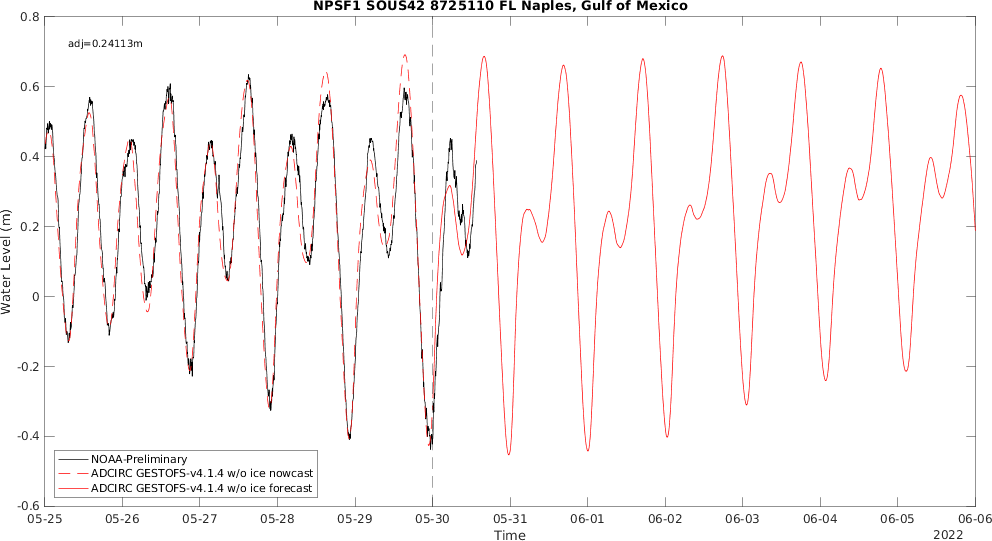 NPSF1 SOUS42 8725110 FL Naples, Gulf of Mexico
0.8
adj=0.24113m
0.6
0.4
0.2
0
-0.2
-0.4
-0.6
Water Level (m)
NOAA-Preliminary
ADCIRC GESTOFS-v4.1.4 w/o ice nowcast
ADCIRC GESTOFS-v4.1.4 w/o ice forecast
05-25 05-26 05-27 05-28 05-29 05-30 05-31 06-01 06-02 06-03 06-04 06-05 06-06
Time
2022